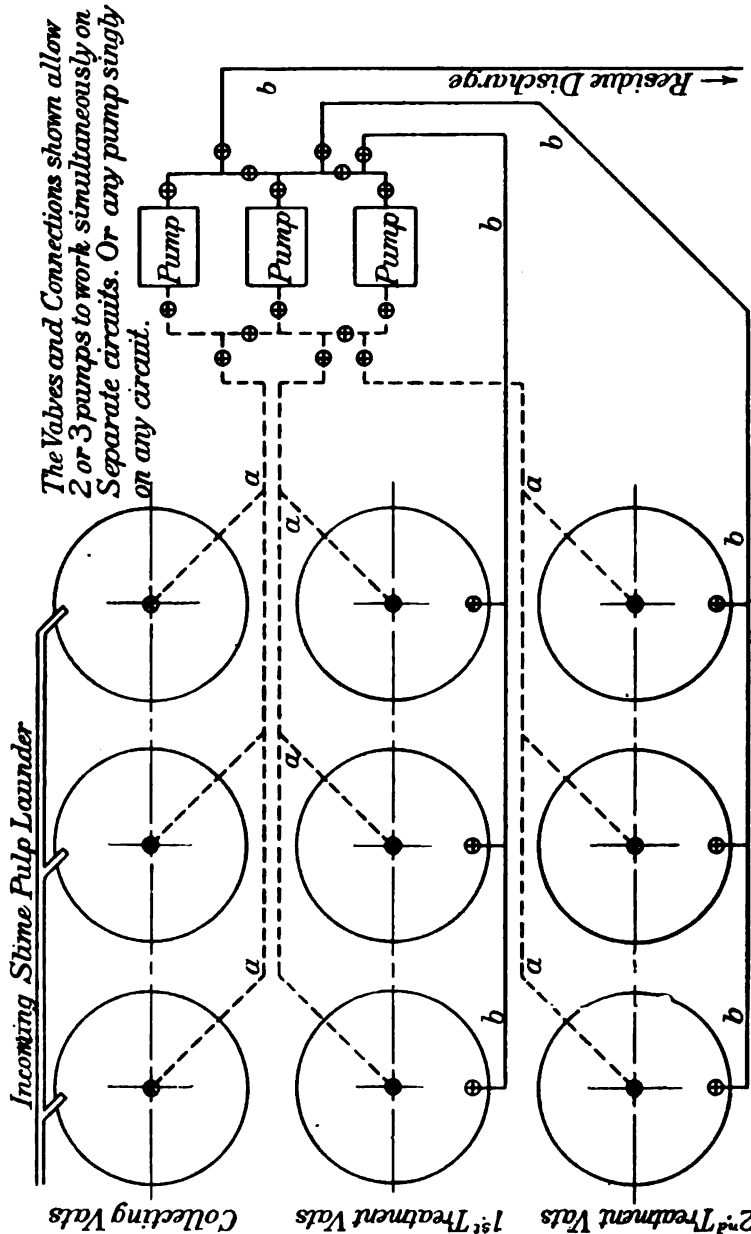 The Valves and Connections shown allow
2 or 3 pumps to work simultaneously on
Separate circuits. Or any pump singly
on any circuit.
Incoming Slime Pulp Launder
Residue Discharge
Pump
Pump
Pump
b
b
b
b
b
b
a
a
a
a
a
a
Collecting Vats
1st Treatment Vats
2nd Treatment Vats